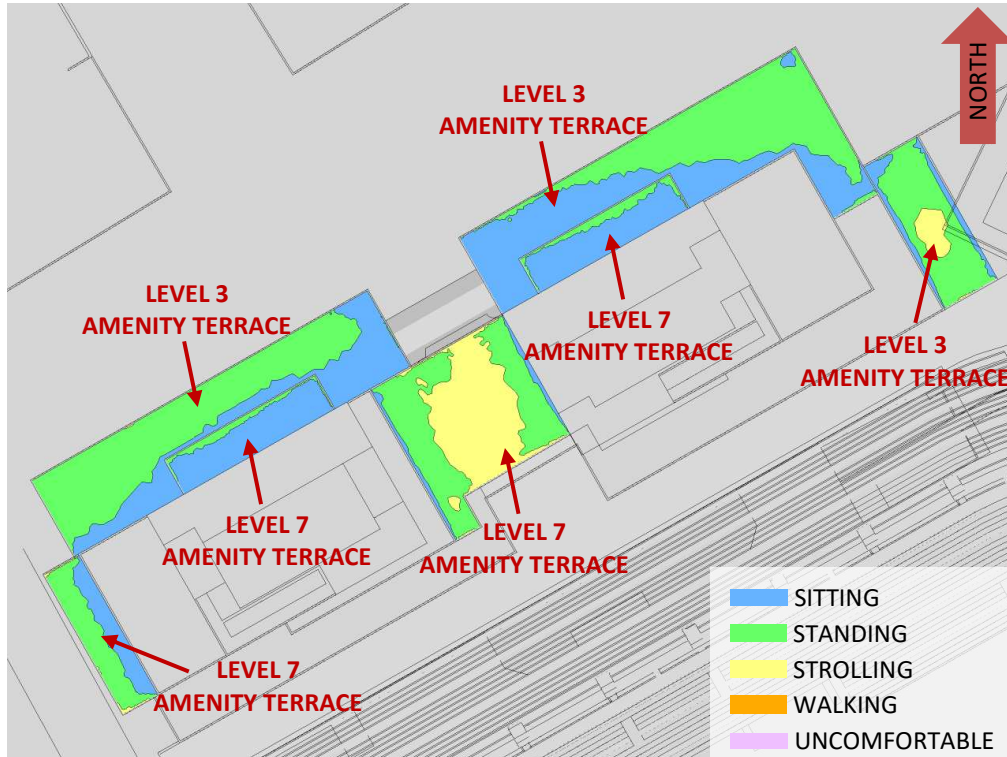 NORTH
LEVEL 3
AMENITY TERRACE
LEVEL 3
AMENITY TERRACE
LEVEL 7
AMENITY TERRACE
LEVEL 3
AMENITY TERRACE
LEVEL 7
AMENITY TERRACE
LEVEL 7
AMENITY TERRACE
LEVEL 7
AMENITY TERRACE
SITTING
STANDING
STROLLING
WALKING
UNCOMFORTABLE